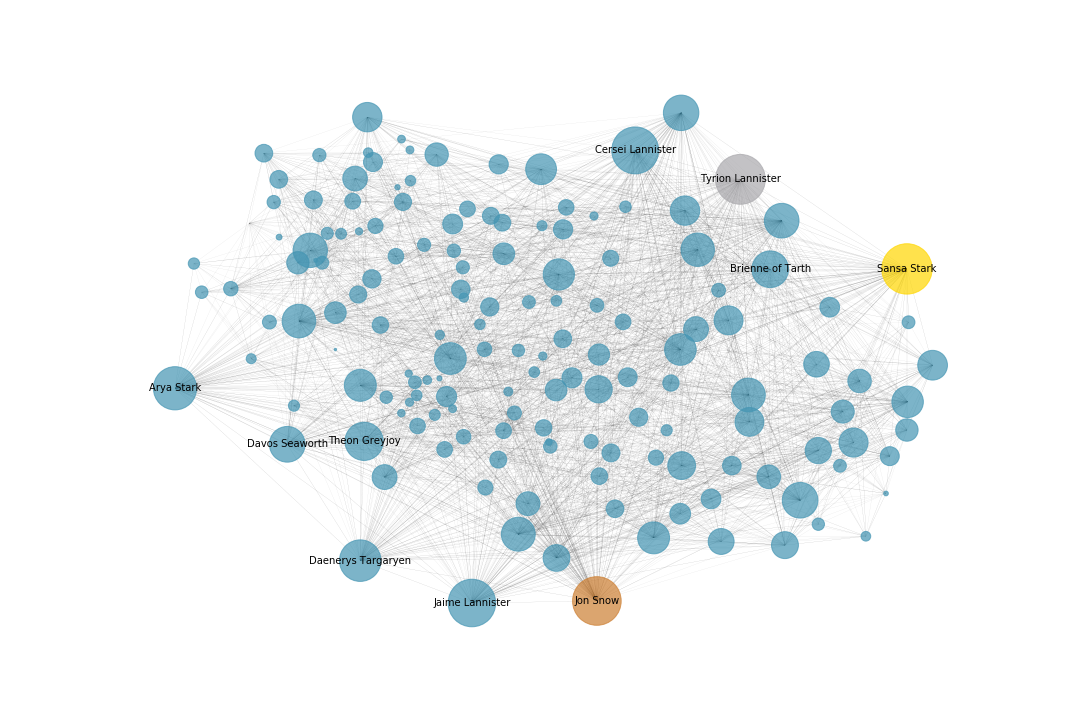 Cersei Lannister
Tyrion Lannister
Brienne of Tarth
Sansa Stark
Arya Stark
Davos Seaworth
Theon Greyjoy
Daenerys Targaryen
Jaime Lannister
Jon Snow